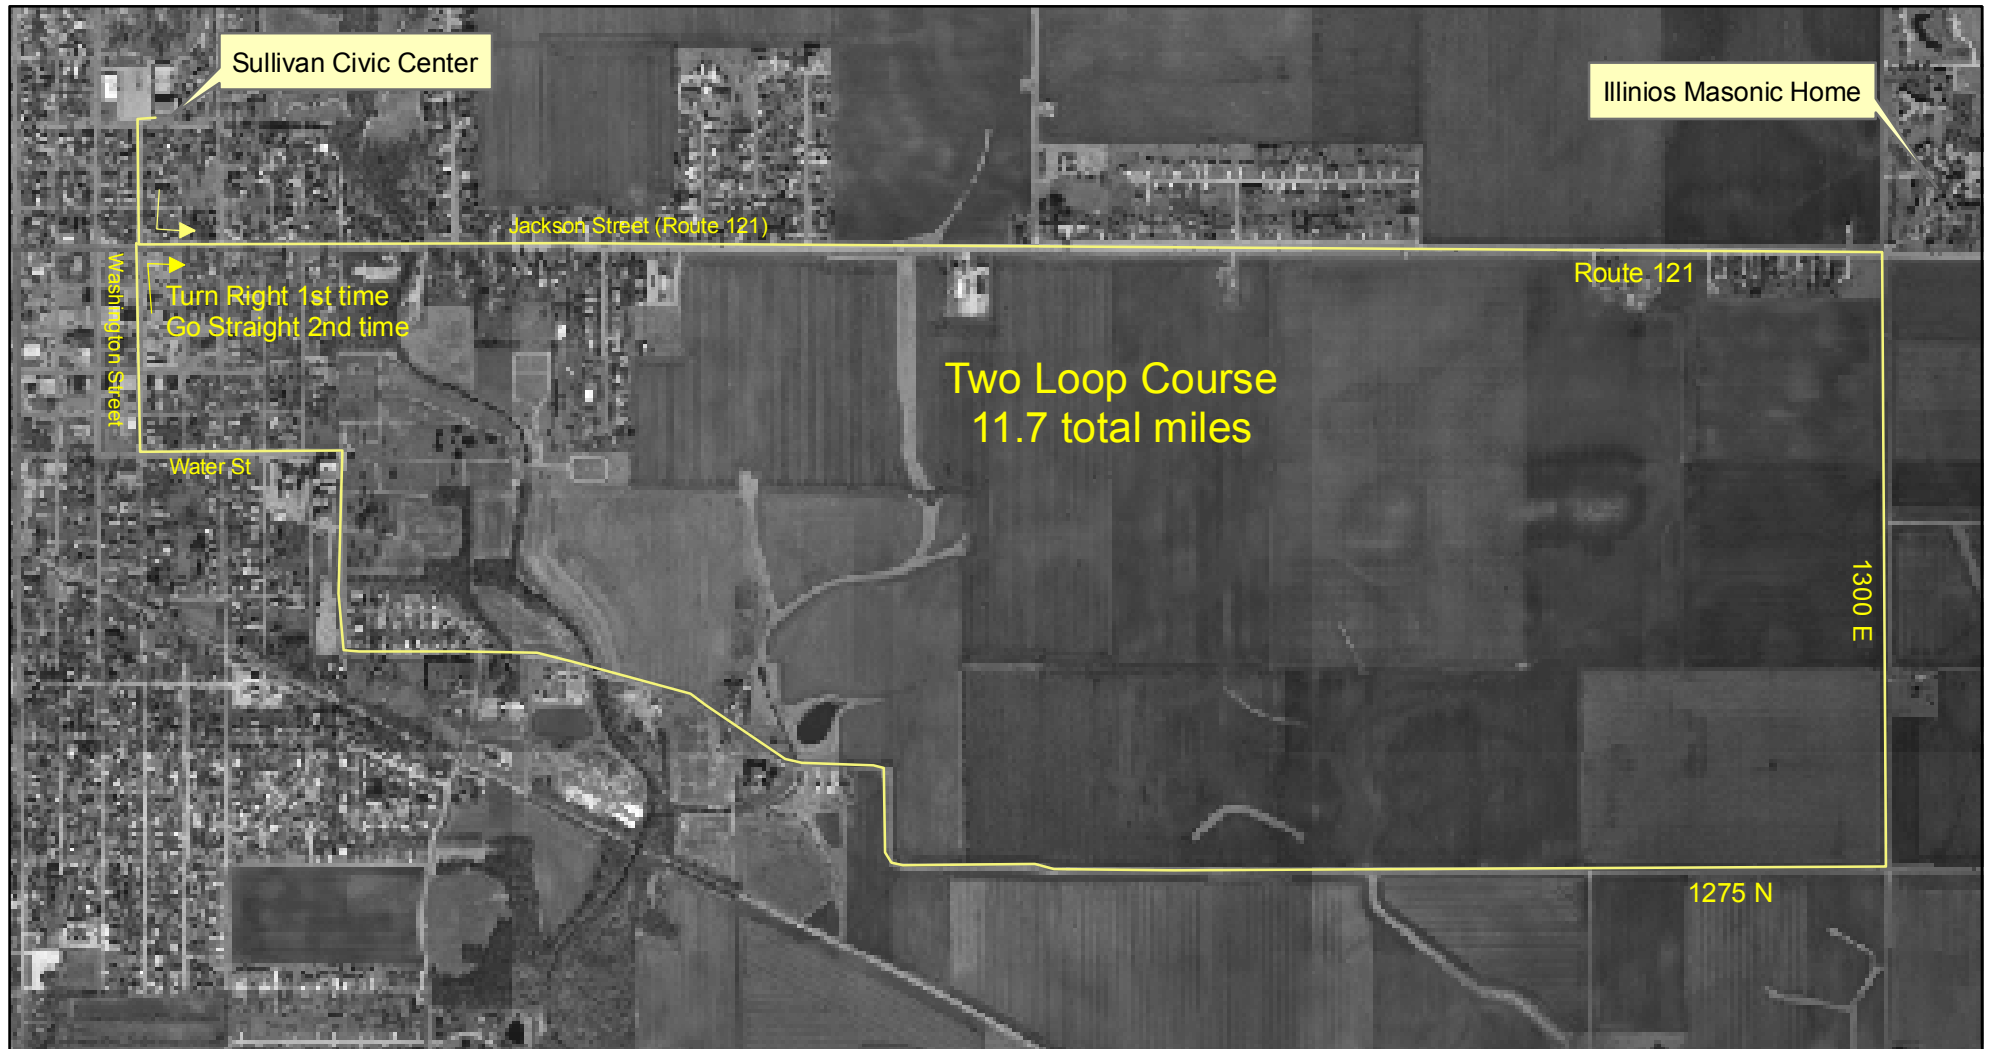 Sullivan Civic Center
Illinios Masonic Home
Jackson Street (Route 121)
Route 121
Washington Street
Turn Right 1st time
Go Straight 2nd time
Two Loop Course
11.7 total miles
Water St
1300 E
1275 N